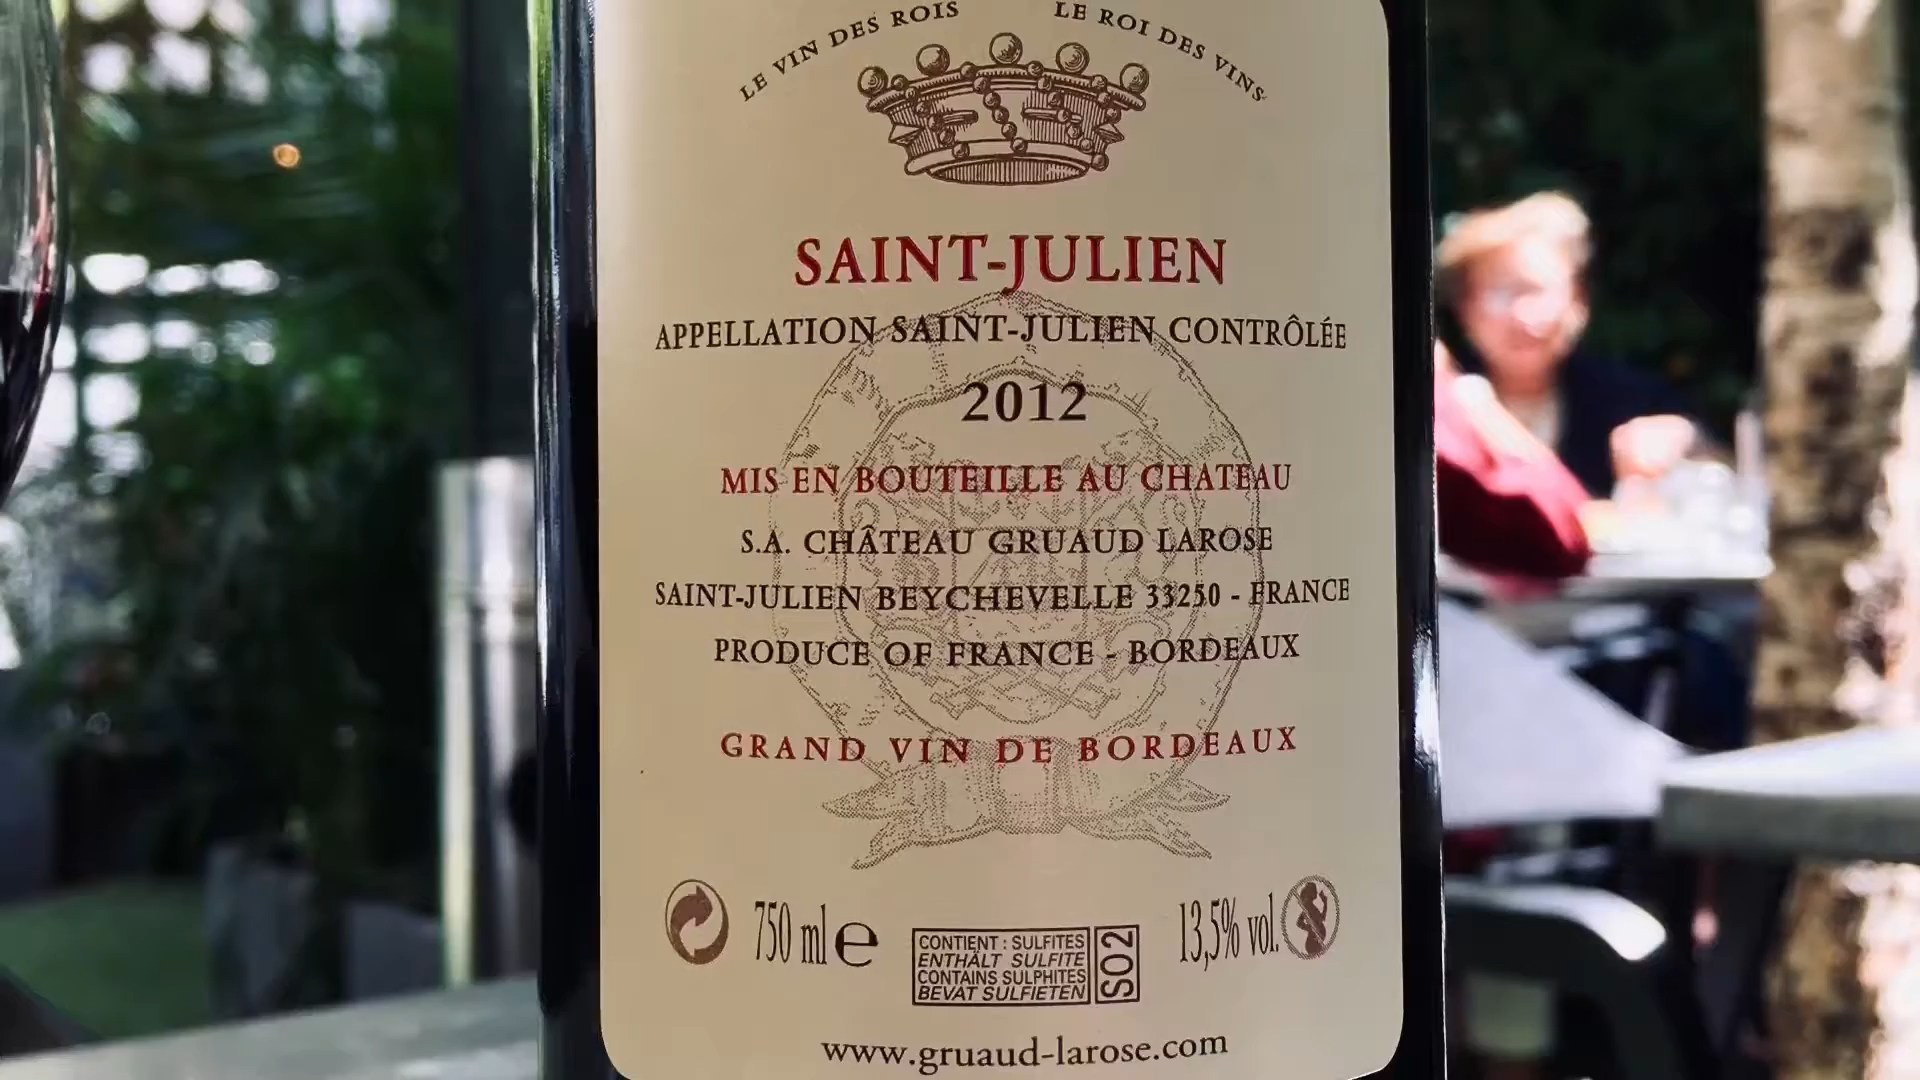 LE VIN DES ROIS LE ROI DES VINS
SAINT-JULIEN
APPELLATION SAINT-JULIEN CONTRÔLÉE
2012
MIS EN BOUTEILLE AU CHATEAU
S.A. CHÂTEAU GRUAUD LAROSE
SAINT-JULIEN BEYCHEVELLE 33250 - FRANCE
PRODUCE OF FRANCE - BORDEAUX
GRAND VIN DE BORDEAUX
750 ml e
CONTIENT : SULFITES
ENTHÄLT SULFITE
CONTAINS SULPHITES
BEVAT SULFIETEN
SO2
13,5% vol.
www.gruaud-larose.com